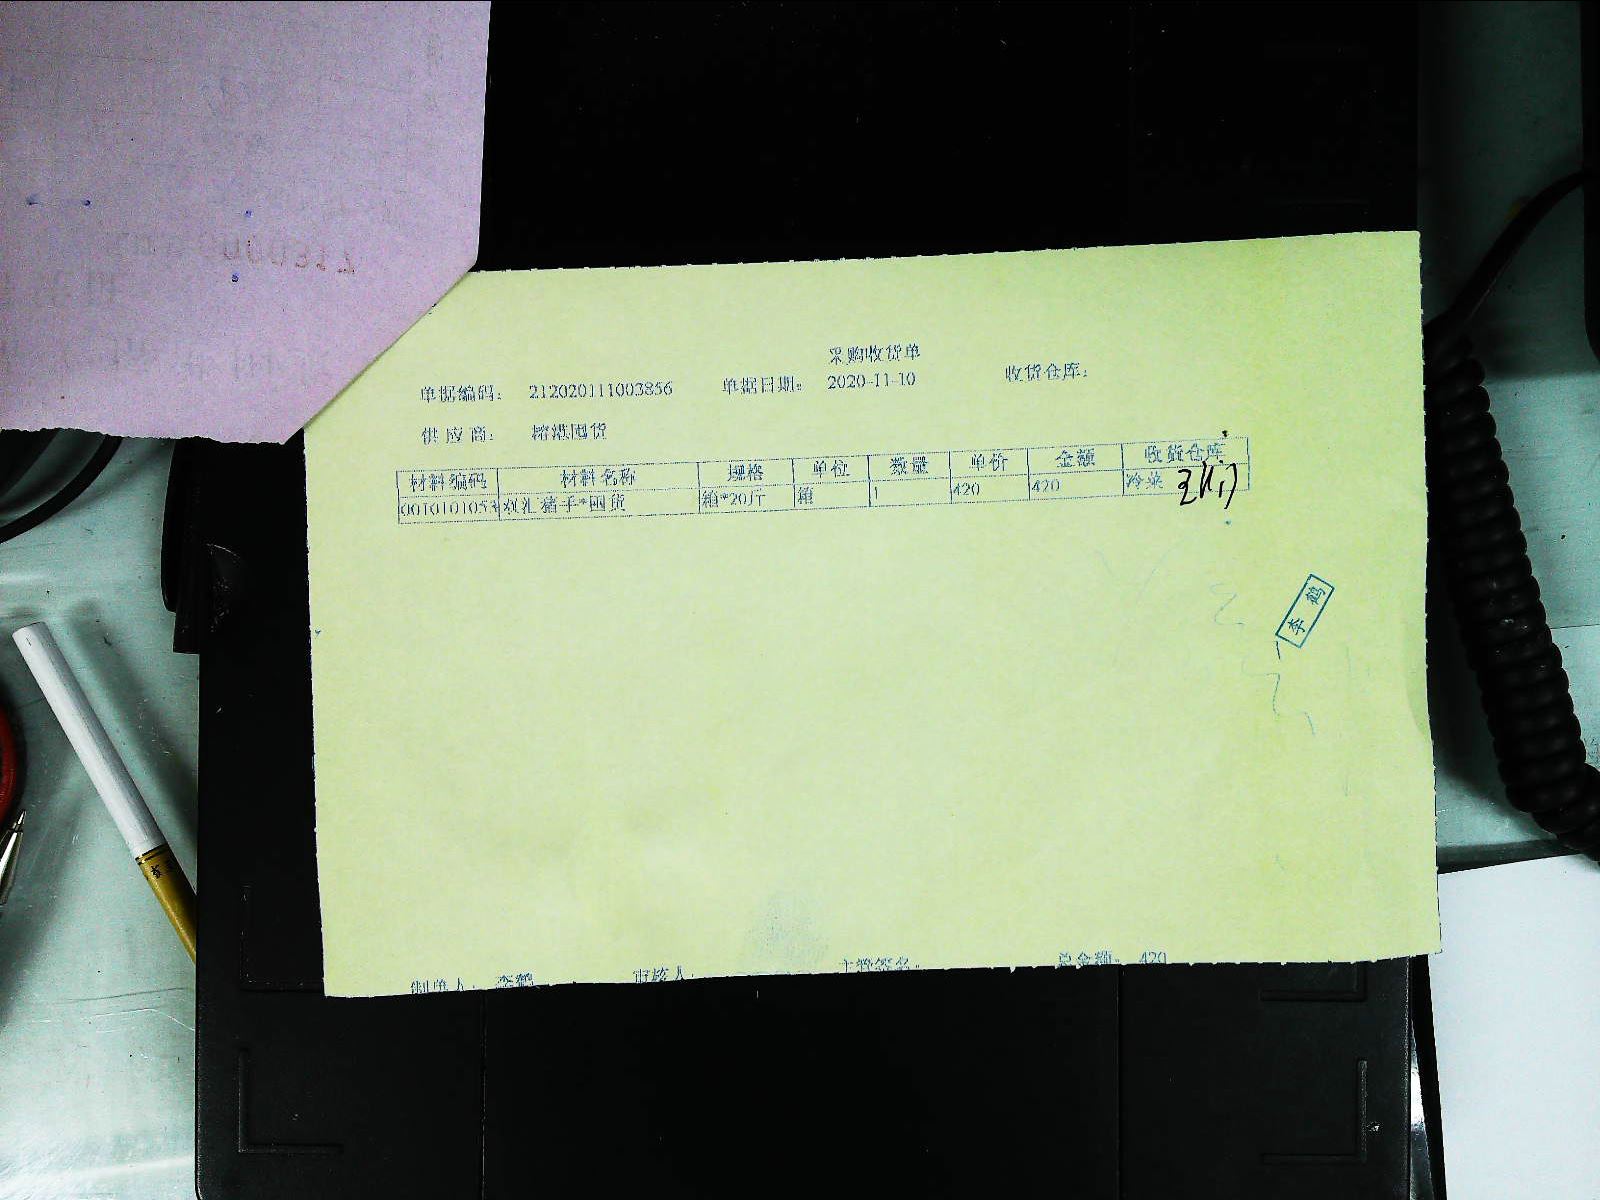 采购收货单
单据编码： 212020111003856 单据日期： 2020-11-10 收货仓库：
供应商： 榕港国货
材料编码 材料名称 规格 单位 数量 单价 金额 收货仓库
0010101053 双汇猪手*国货 箱*20斤 箱 1 420 420 冷菜
李鹤
制单人： 李鹤 审核人： 主管签名： 总金额： 420